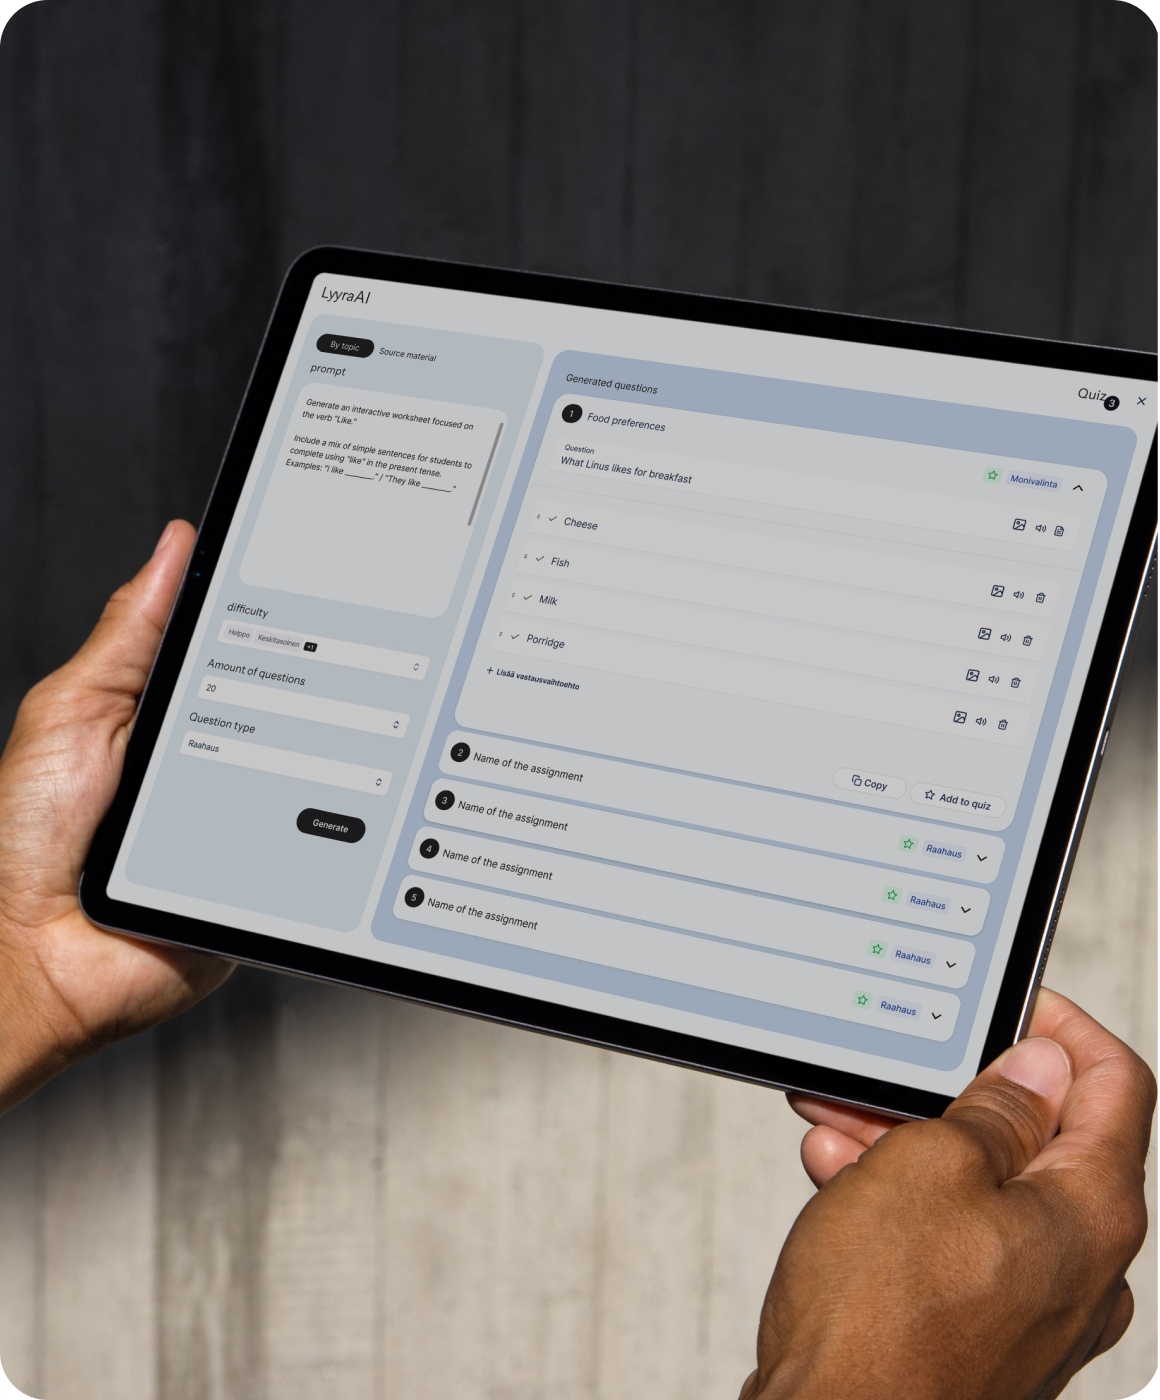 LyyraAI
Quiz 3
By topic
Source material
prompt
Generate an interactive worksheet focused on
the verb "Like."
Include a mix of simple sentences for students to
complete using "like" in the present tense.
Examples: "I like ________." / "They like ________."
difficulty
Helppo
Keskitasoinen
+1
Amount of questions
20
Question type
Raahaus
Generate
Generated questions
1
Food preferences
Monivalinta
Question
What Linus likes for breakfast
Cheese
Fish
Milk
Porridge
+ Lisää vastausvaihtoehto
Copy
Add to quiz
2
Name of the assignment
Raahaus
3
Name of the assignment
Raahaus
4
Name of the assignment
Raahaus
5
Name of the assignment
Raahaus